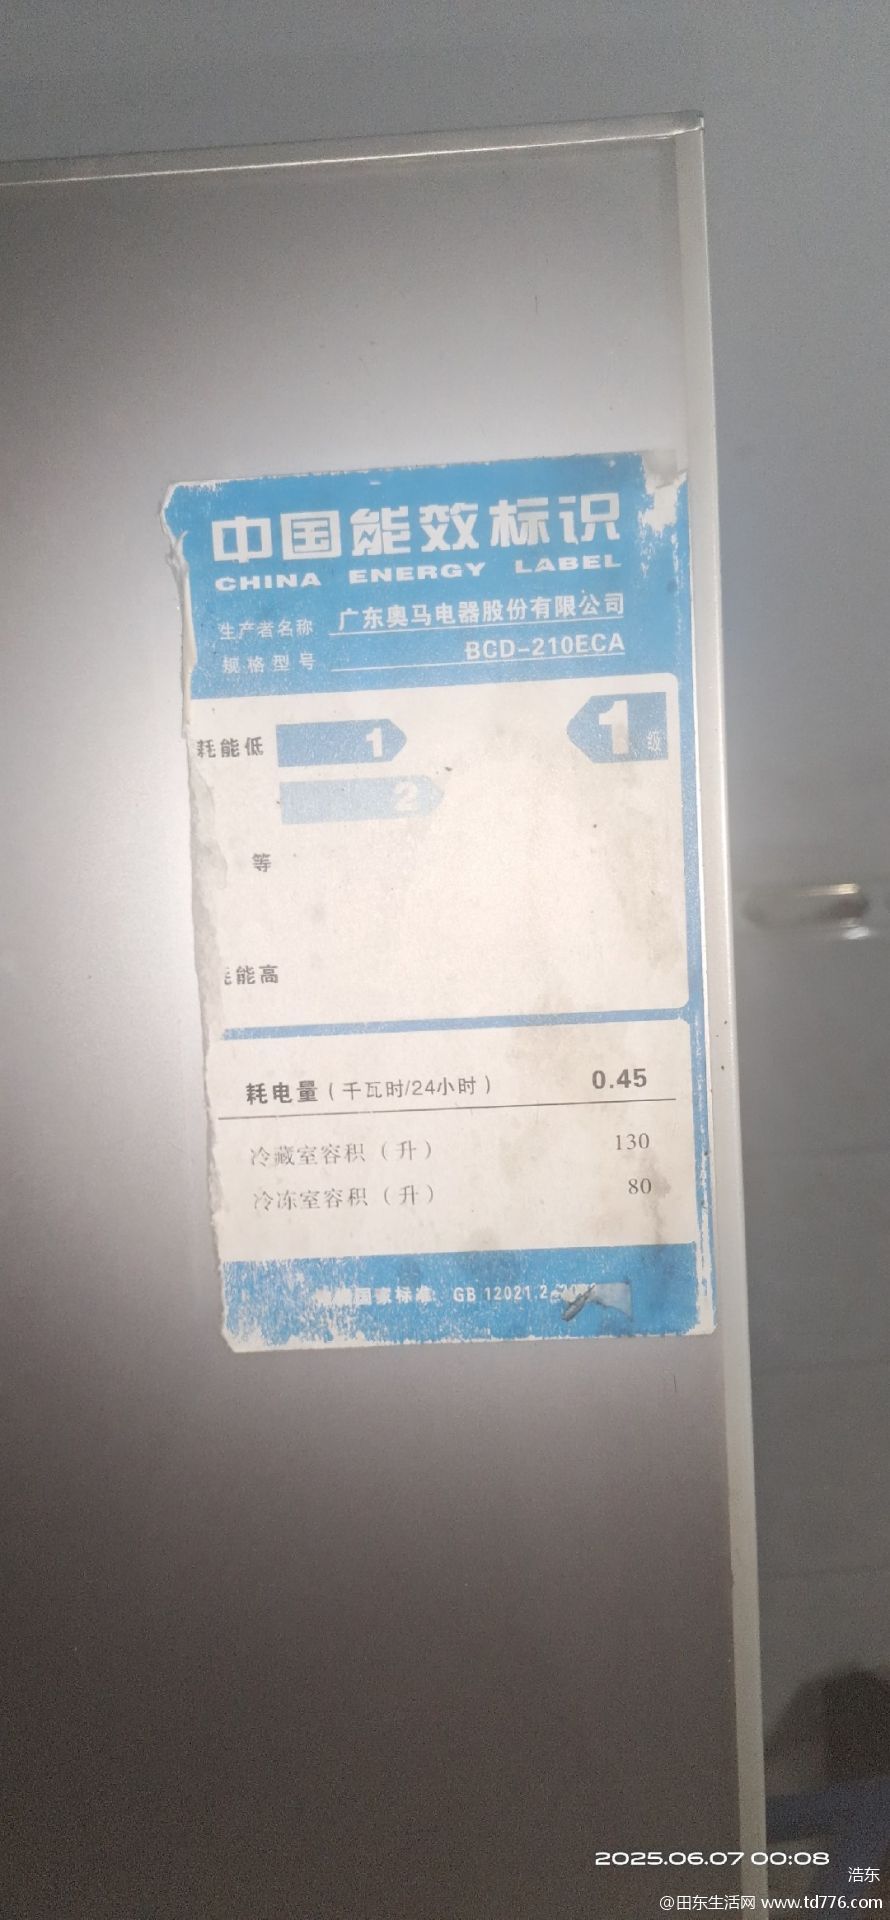 中国能效标识
CHINA ENERGY LABEL
生产者名称 广东奥马电器股份有限公司
规格型号 BCD-210ECA
耗能低 1 1级
2
等
能高
耗电量(千瓦时/24小时) 0.45
冷藏室容积(升) 130
冷冻室容积(升) 80
国家标准: GB 12021.2
2025.06.07 00:08
浩东
@田东生活网 www.td776.com